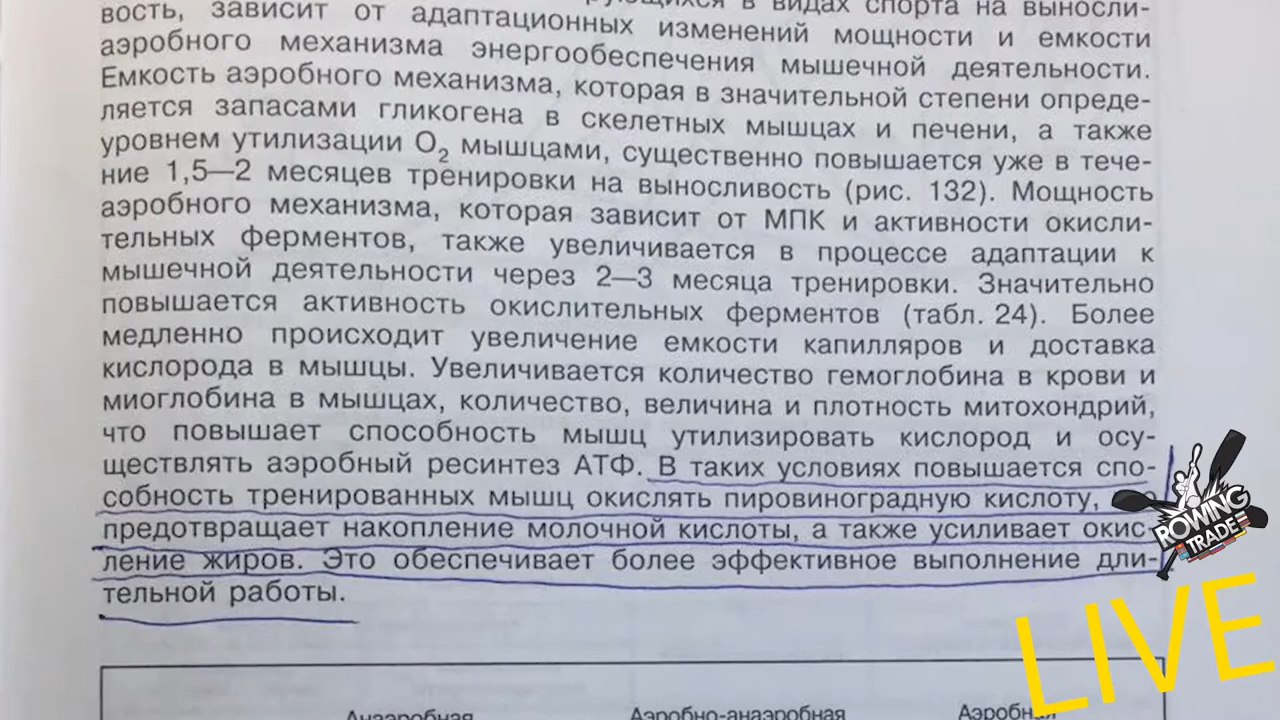 в видах спорта на выносли-
вость, зависит от адаптационных изменений мощности и емкости
аэробного механизма энергообеспечения мышечной деятельности.
Емкость аэробного механизма, которая в значительной степени опреде-
ляется запасами гликогена в скелетных мышцах и печени, а также
уровнем утилизации O₂ мышцами, существенно повышается уже в тече-
ние 1,5—2 месяцев тренировки на выносливость (рис. 132). Мощность
аэробного механизма, которая зависит от МПК и активности окисли-
тельных ферментов, также увеличивается в процессе адаптации к
мышечной деятельности через 2—3 месяца тренировки. Значительно
повышается активность окислительных ферментов (табл. 24). Более
медленно происходит увеличение емкости капилляров и доставка
кислорода в мышцы. Увеличивается количество гемоглобина в крови и
миоглобина в мышцах, количество, величина и плотность митохондрий,
что повышает способность мышц утилизировать кислород и осу-
ществлять аэробный ресинтез АТФ. В таких условиях повышается спо-
собность тренированных мышц окислять пировиноградную кислоту,
предотвращает накопление молочной кислоты, а также усиливает окис-
ление жиров. Это обеспечивает более эффективное выполнение дли-
тельной работы.
Анаэробная Аэробно-анаэробная Аэробная
ROWING
TRADE
LIVE